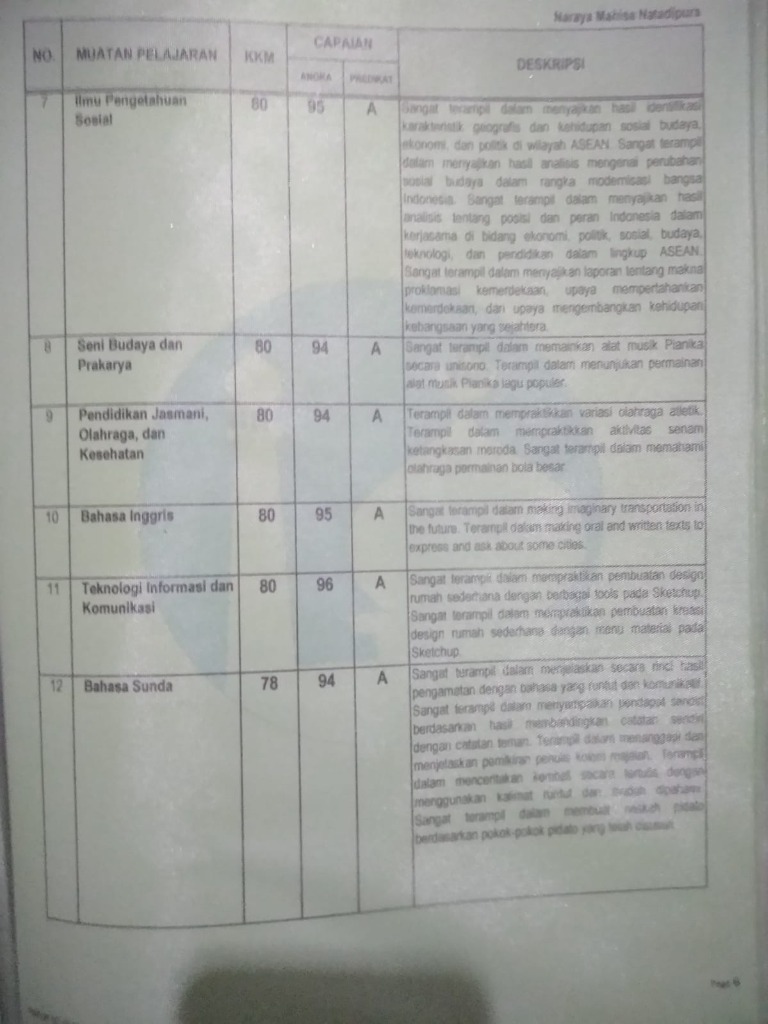 Naraya Mahisa Natadipura
NO. MUATAN PELAJARAN KKM CAPAIAN DESKRIPSI
ANGKA PREDIKAT
7 Ilmu Pengetahuan Sosial 80 95 A
Sangat terampil dalam menyajikan hasil identifikasi
karakteristik geografis dan kehidupan sosial budaya,
ekonomi, dan politik di wilayah ASEAN. Sangat terampil
dalam menyajikan hasil analisis mengenai perubahan
sosial budaya dalam rangka modernisasi bangsa
Indonesia. Sangat terampil dalam menyajikan hasil
analisis tentang posisi dan peran Indonesia dalam
kerjasama di bidang ekonomi, politik, sosial, budaya,
teknologi, dan pendidikan dalam lingkup ASEAN.
Sangat terampil dalam menyajikan laporan tentang makna
proklamasi kemerdekaan, upaya mempertahankan
kemerdekaan, dan upaya mengembangkan kehidupan
kebangsaan yang sejahtera.
8 Seni Budaya dan Prakarya 80 94 A
Sangat terampil dalam memainkan alat musik Pianika
secara unisono. Terampil dalam menunjukan permainan
alat musik Pianika lagu populer.
9 Pendidikan Jasmani, Olahraga, dan Kesehatan 80 94 A
Terampil dalam mempraktikkan variasi olahraga atletik.
Terampil dalam mempraktikkan aktivitas senam
ketangkasan meroda. Sangat terampil dalam memahami
olahraga permainan bola besar.
10 Bahasa Inggris 80 95 A
Sangat terampil dalam making imaginary transportation in
the future. Terampil dalam making oral and written texts to
express and ask about some cities.
11 Teknologi Informasi dan Komunikasi 80 96 A
Sangat terampil dalam mempraktikan pembuatan design
rumah sederhana dengan berbagai tools pada Sketchup.
Sangat terampil dalam mempraktikan pembuatan kreasi
design rumah sederhana dangan menu material pada
Sketchup.
12 Bahasa Sunda 78 94 A
Sangat terampil dalam menjelaskan secara rinci hasil
pengamatan dengan bahasa yang runtut dan komunikatif.
Sangat terampil dalam menyampaikan pendapat sendiri
berdasarkan hasil membandingkan catatan sendiri
dengan catatan teman. Terampil dalam menanggapi dan
menjelaskan pemikiran penulis kolom majalah. Terampil
dalam menceritakan kembali secara tertulis dengan
menggunakan kalimat runtut dan mudah dipahami.
Sangat terampil dalam membuat naskah pidato
berdasarkan pokok-pokok pidato yang telah disusun.
Page 6